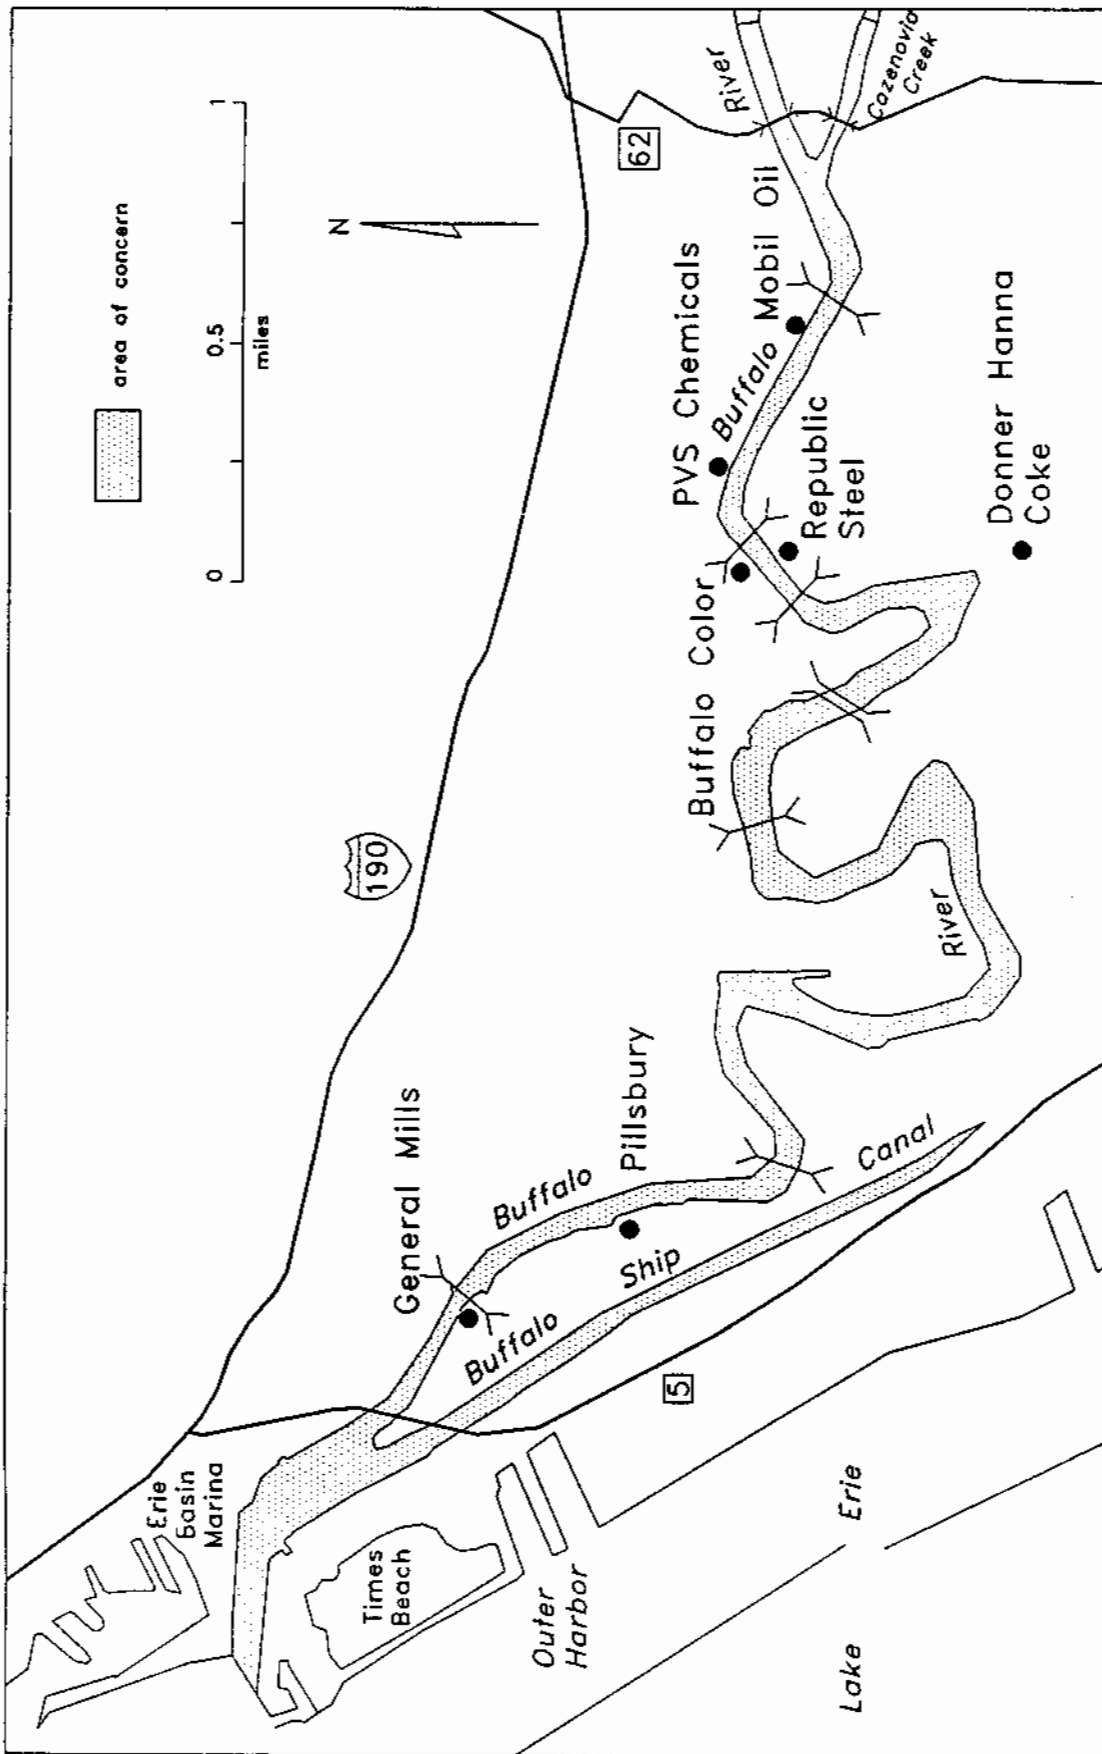 area of concern
0
0.5
1
miles
N
190
62
5
River
Cazenovia
Creek
Mobil Oil
PVS Chemicals
Buffalo
Republic
Steel
Donner Hanna
Coke
Buffalo Color
River
General Mills
Pillsbury
Buffalo
Buffalo
Ship
Canal
Erie
Basin
Marina
Times
Beach
Outer
Harbor
Lake
Erie